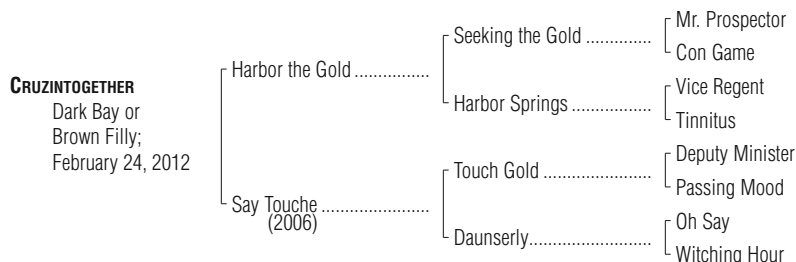 CRUZINTOGETHER
Dark Bay or
Brown Filly;
February 24, 2012
Harbor the Gold ................
Say Touche .......................
(2006)
Seeking the Gold ..............
Harbor Springs .................
Touch Gold .......................
Daunserly..........................
Mr. Prospector
Con Game
Vice Regent
Tinnitus
Deputy Minister
Passing Mood
Oh Say
Witching Hour